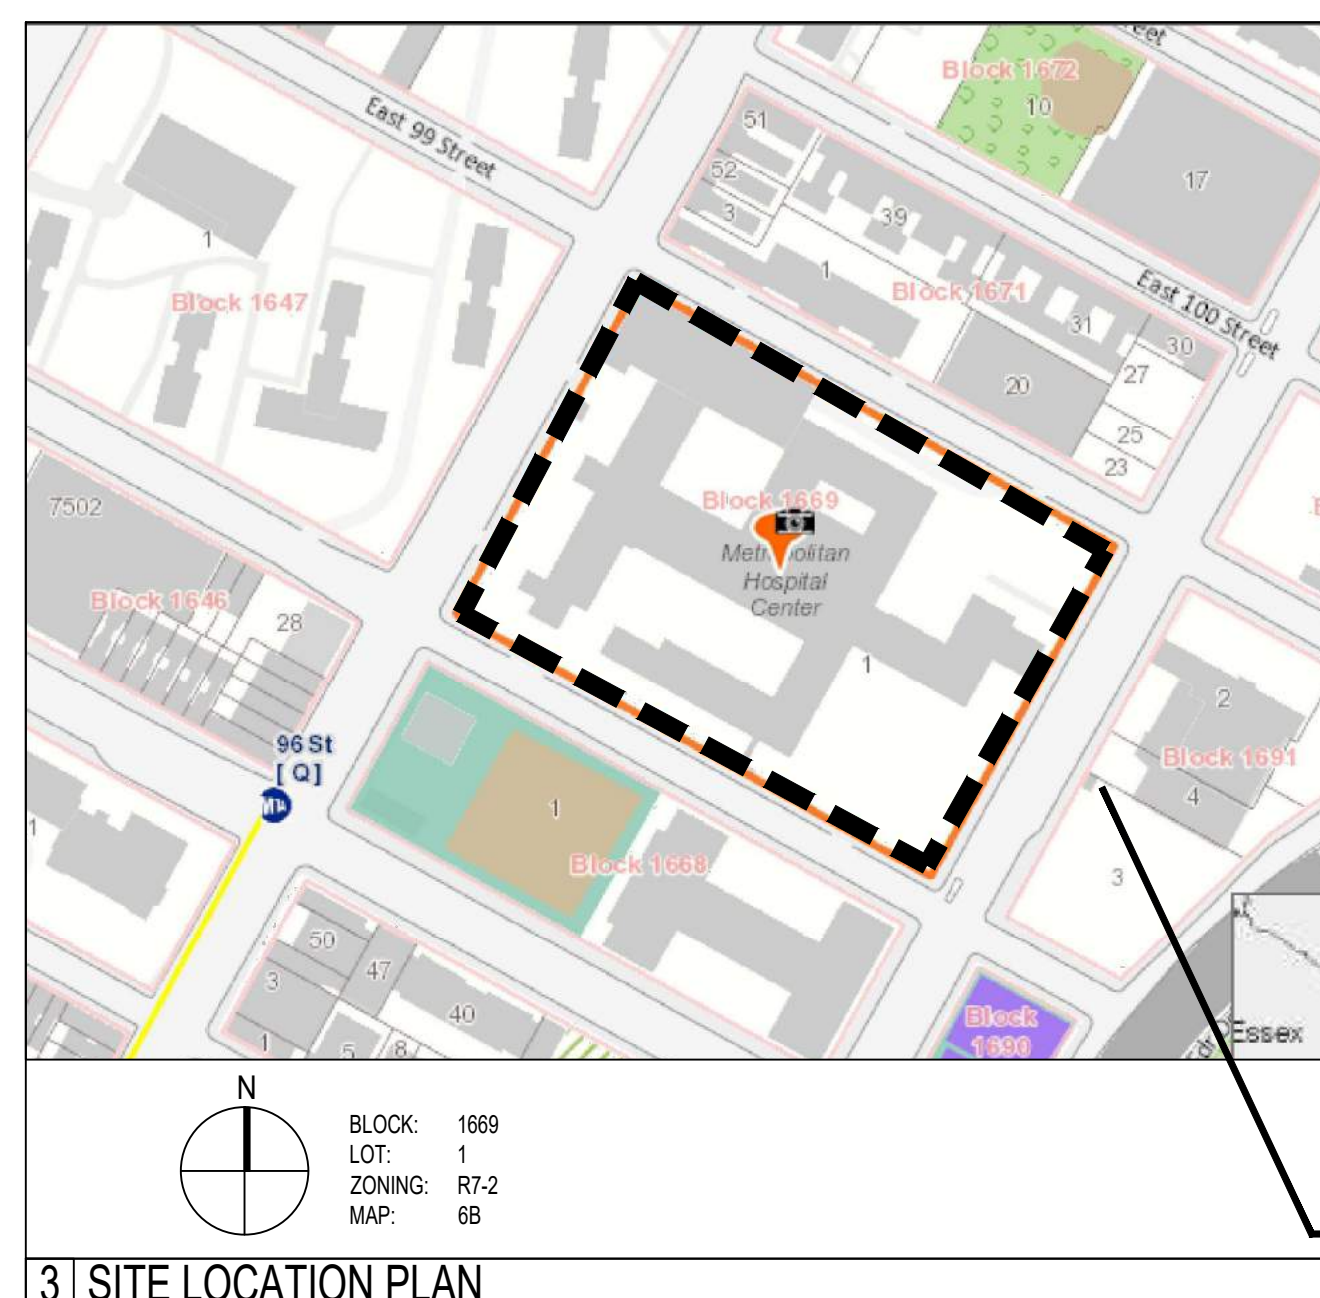 East 99 Street
Block 1672
10
17
51
52
3
39
1
Block 1671
31
East 100 Street
30
27
20
25
23
1
Block 1647
7502
Block 1646
28
Block 1669
Metropolitan
Hospital
Center
1
2
Block 1691
4
3
96 St
[ Q ]
1
Block 1668
1
50
47
3
40
1
5
8
Block
1690
Essex
N
BLOCK: 1669
LOT: 1
ZONING: R7-2
MAP: 6B
3 SITE LOCATION PLAN